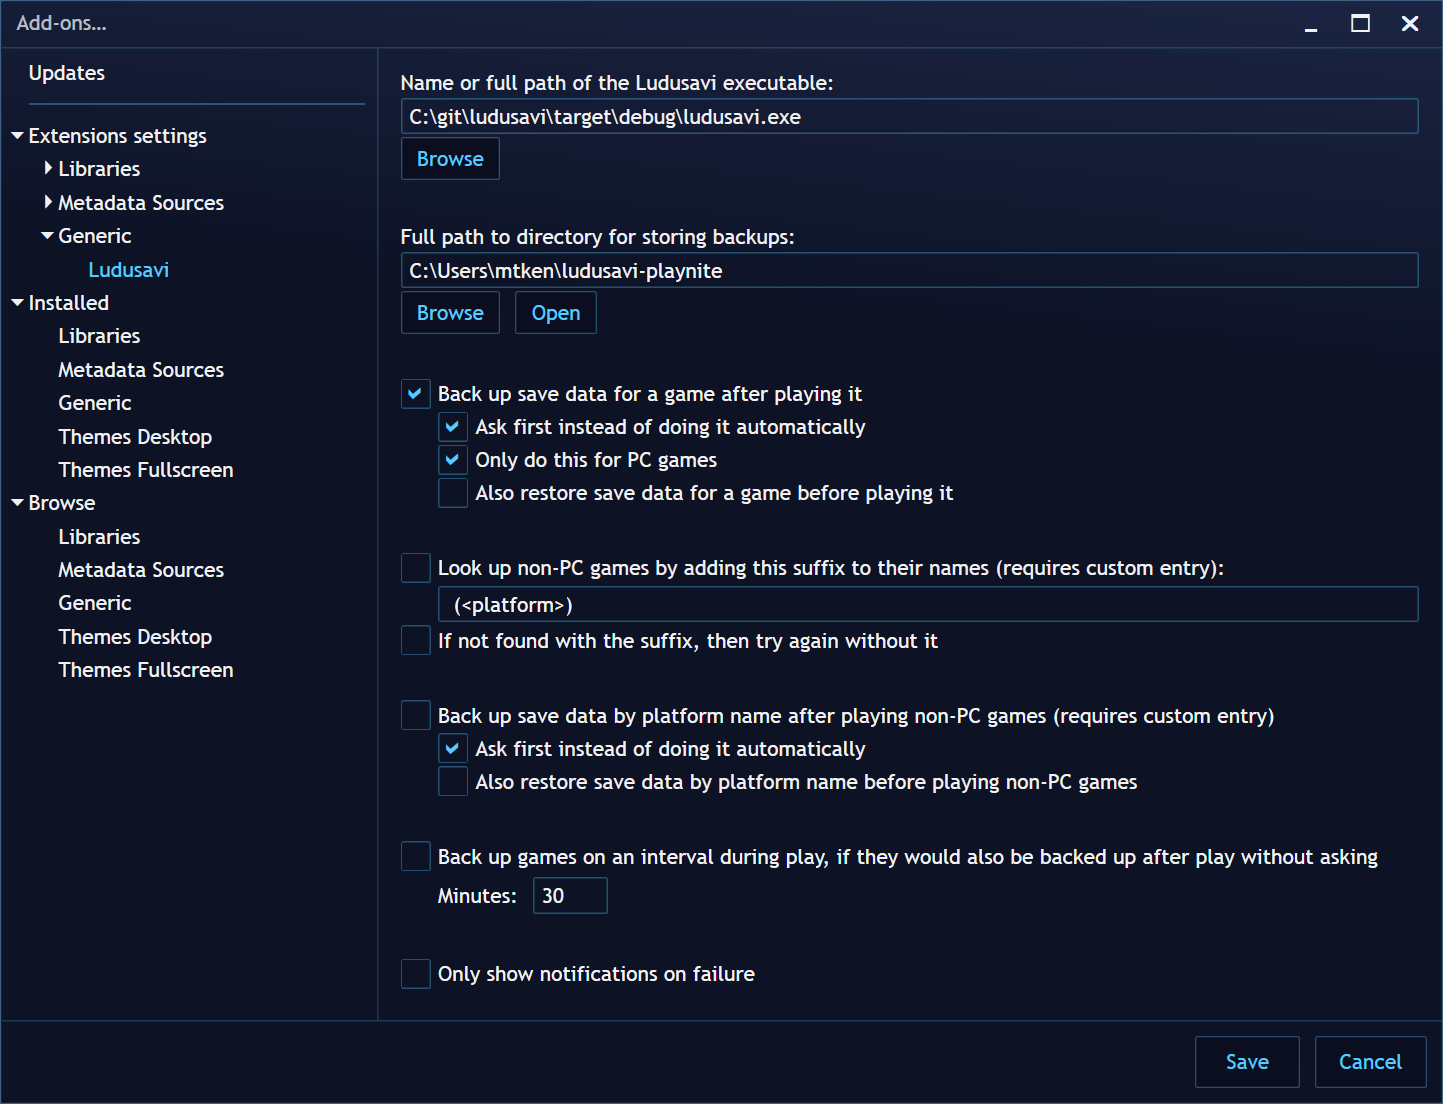 Add-ons...
Updates
Extensions settings
Libraries
Metadata Sources
Generic
Ludusavi
Installed
Libraries
Metadata Sources
Generic
Themes Desktop
Themes Fullscreen
Browse
Libraries
Metadata Sources
Generic
Themes Desktop
Themes Fullscreen
Name or full path of the Ludusavi executable:
C:\git\ludusavi\target\debug\ludusavi.exe
Browse
Full path to directory for storing backups:
C:\Users\mtken\ludusavi-playnite
Browse Open
Back up save data for a game after playing it
Ask first instead of doing it automatically
Only do this for PC games
Also restore save data for a game before playing it
Look up non-PC games by adding this suffix to their names (requires custom entry):
(<platform>)
If not found with the suffix, then try again without it
Back up save data by platform name after playing non-PC games (requires custom entry)
Ask first instead of doing it automatically
Also restore save data by platform name before playing non-PC games
Back up games on an interval during play, if they would also be backed up after play without asking
Minutes: 30
Only show notifications on failure
Save Cancel